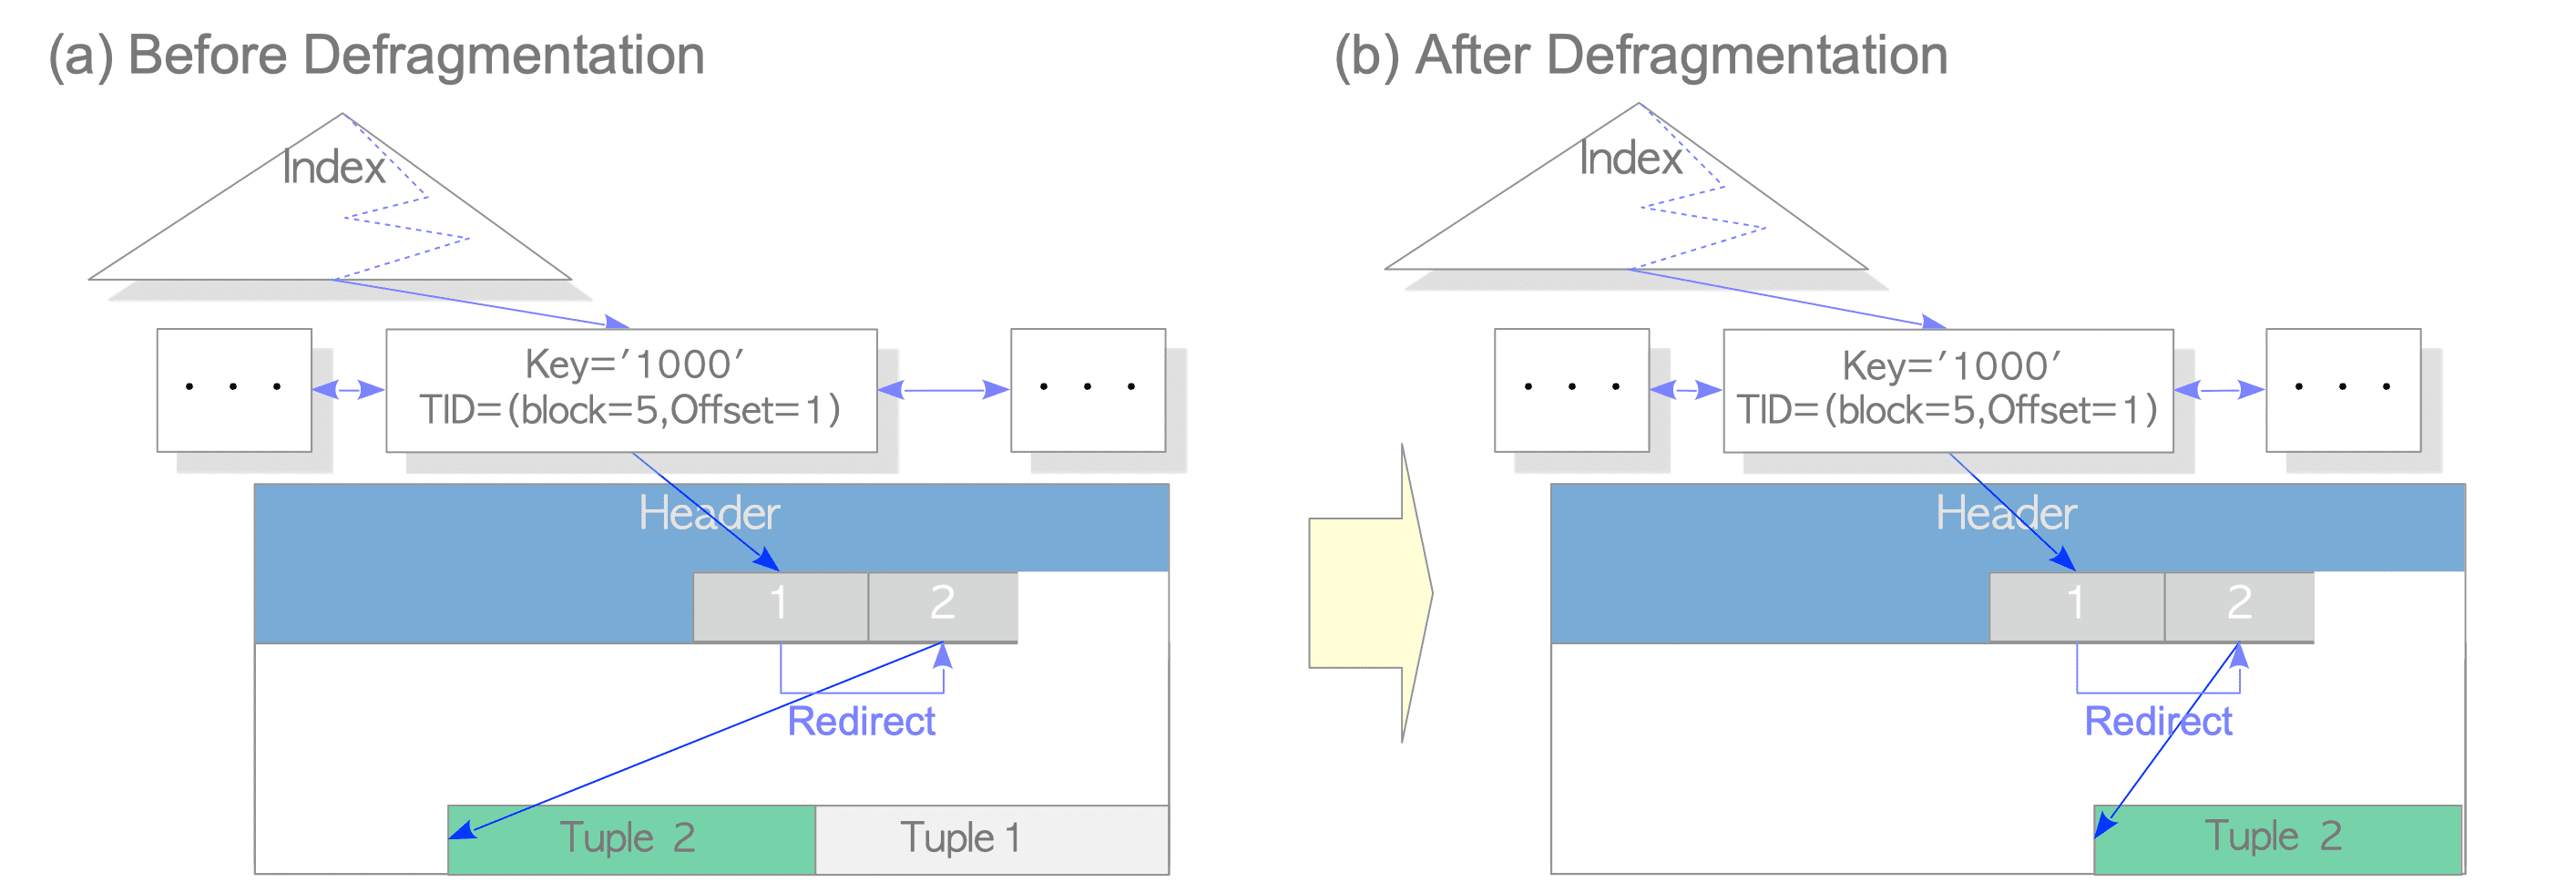 (a) Before Defragmentation
Index
. . .
Key='1000'
TID=(block=5,Offset=1)
. . .
Header
1
2
Redirect
Tuple 2
Tuple 1
(b) After Defragmentation
Index
. . .
Key='1000'
TID=(block=5,Offset=1)
. . .
Header
1
2
Redirect
Tuple 2